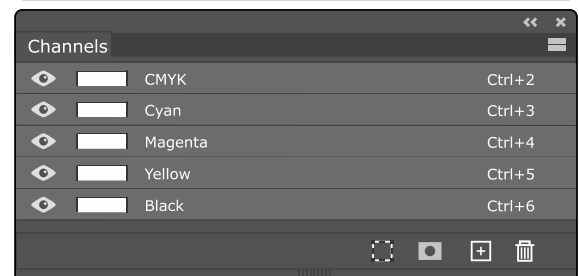 Channels
CMYK Ctrl+2
Cyan Ctrl+3
Magenta Ctrl+4
Yellow Ctrl+5
Black Ctrl+6